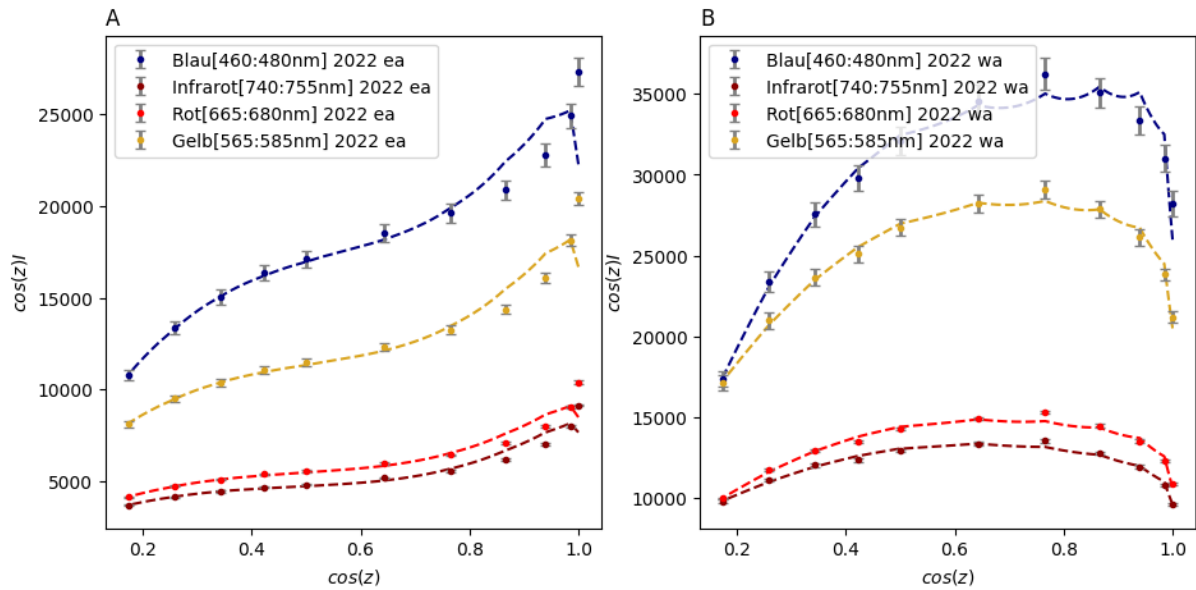 A
Blau[460:480nm] 2022 ea
Infrarot[740:755nm] 2022 ea
Rot[665:680nm] 2022 ea
Gelb[565:585nm] 2022 ea
25000
20000
15000
10000
5000
cos(z)I
0.2 0.4 0.6 0.8 1.0
cos(z)
B
Blau[460:480nm] 2022 wa
Infrarot[740:755nm] 2022 wa
Rot[665:680nm] 2022 wa
Gelb[565:585nm] 2022 wa
35000
30000
25000
20000
15000
10000
cos(z)I
0.2 0.4 0.6 0.8 1.0
cos(z)